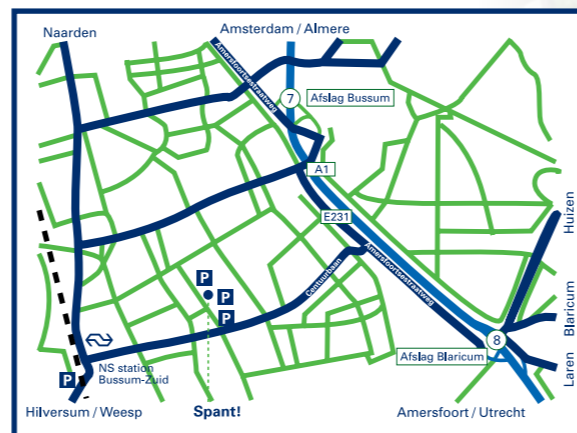 Naarden
Amsterdam / Almere
Amersfoortsestraatweg
7
Afslag Bussum
A1
E231
Huizen
Centuurbaan
Amersfoortsestraatweg
P
P
P
8
Blaricum
Afslag Blaricum
Laren
NS station
Bussum-Zuid
P
Hilversum / Weesp
Spant!
Amersfoort / Utrecht